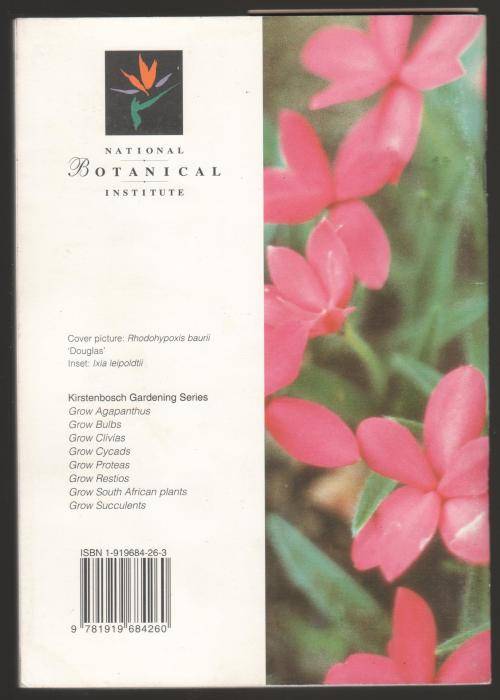 NATIONAL
BOTANICAL
INSTITUTE
Cover picture: Rhodohypoxis baurii
'Douglas'
Inset: Ixia leipoldtii
Kirstenbosch Gardening Series
Grow Agapanthus
Grow Bulbs
Grow Clivias
Grow Cycads
Grow Proteas
Grow Restios
Grow South African plants
Grow Succulents
ISBN 1-919684-26-3
9 781919 684260